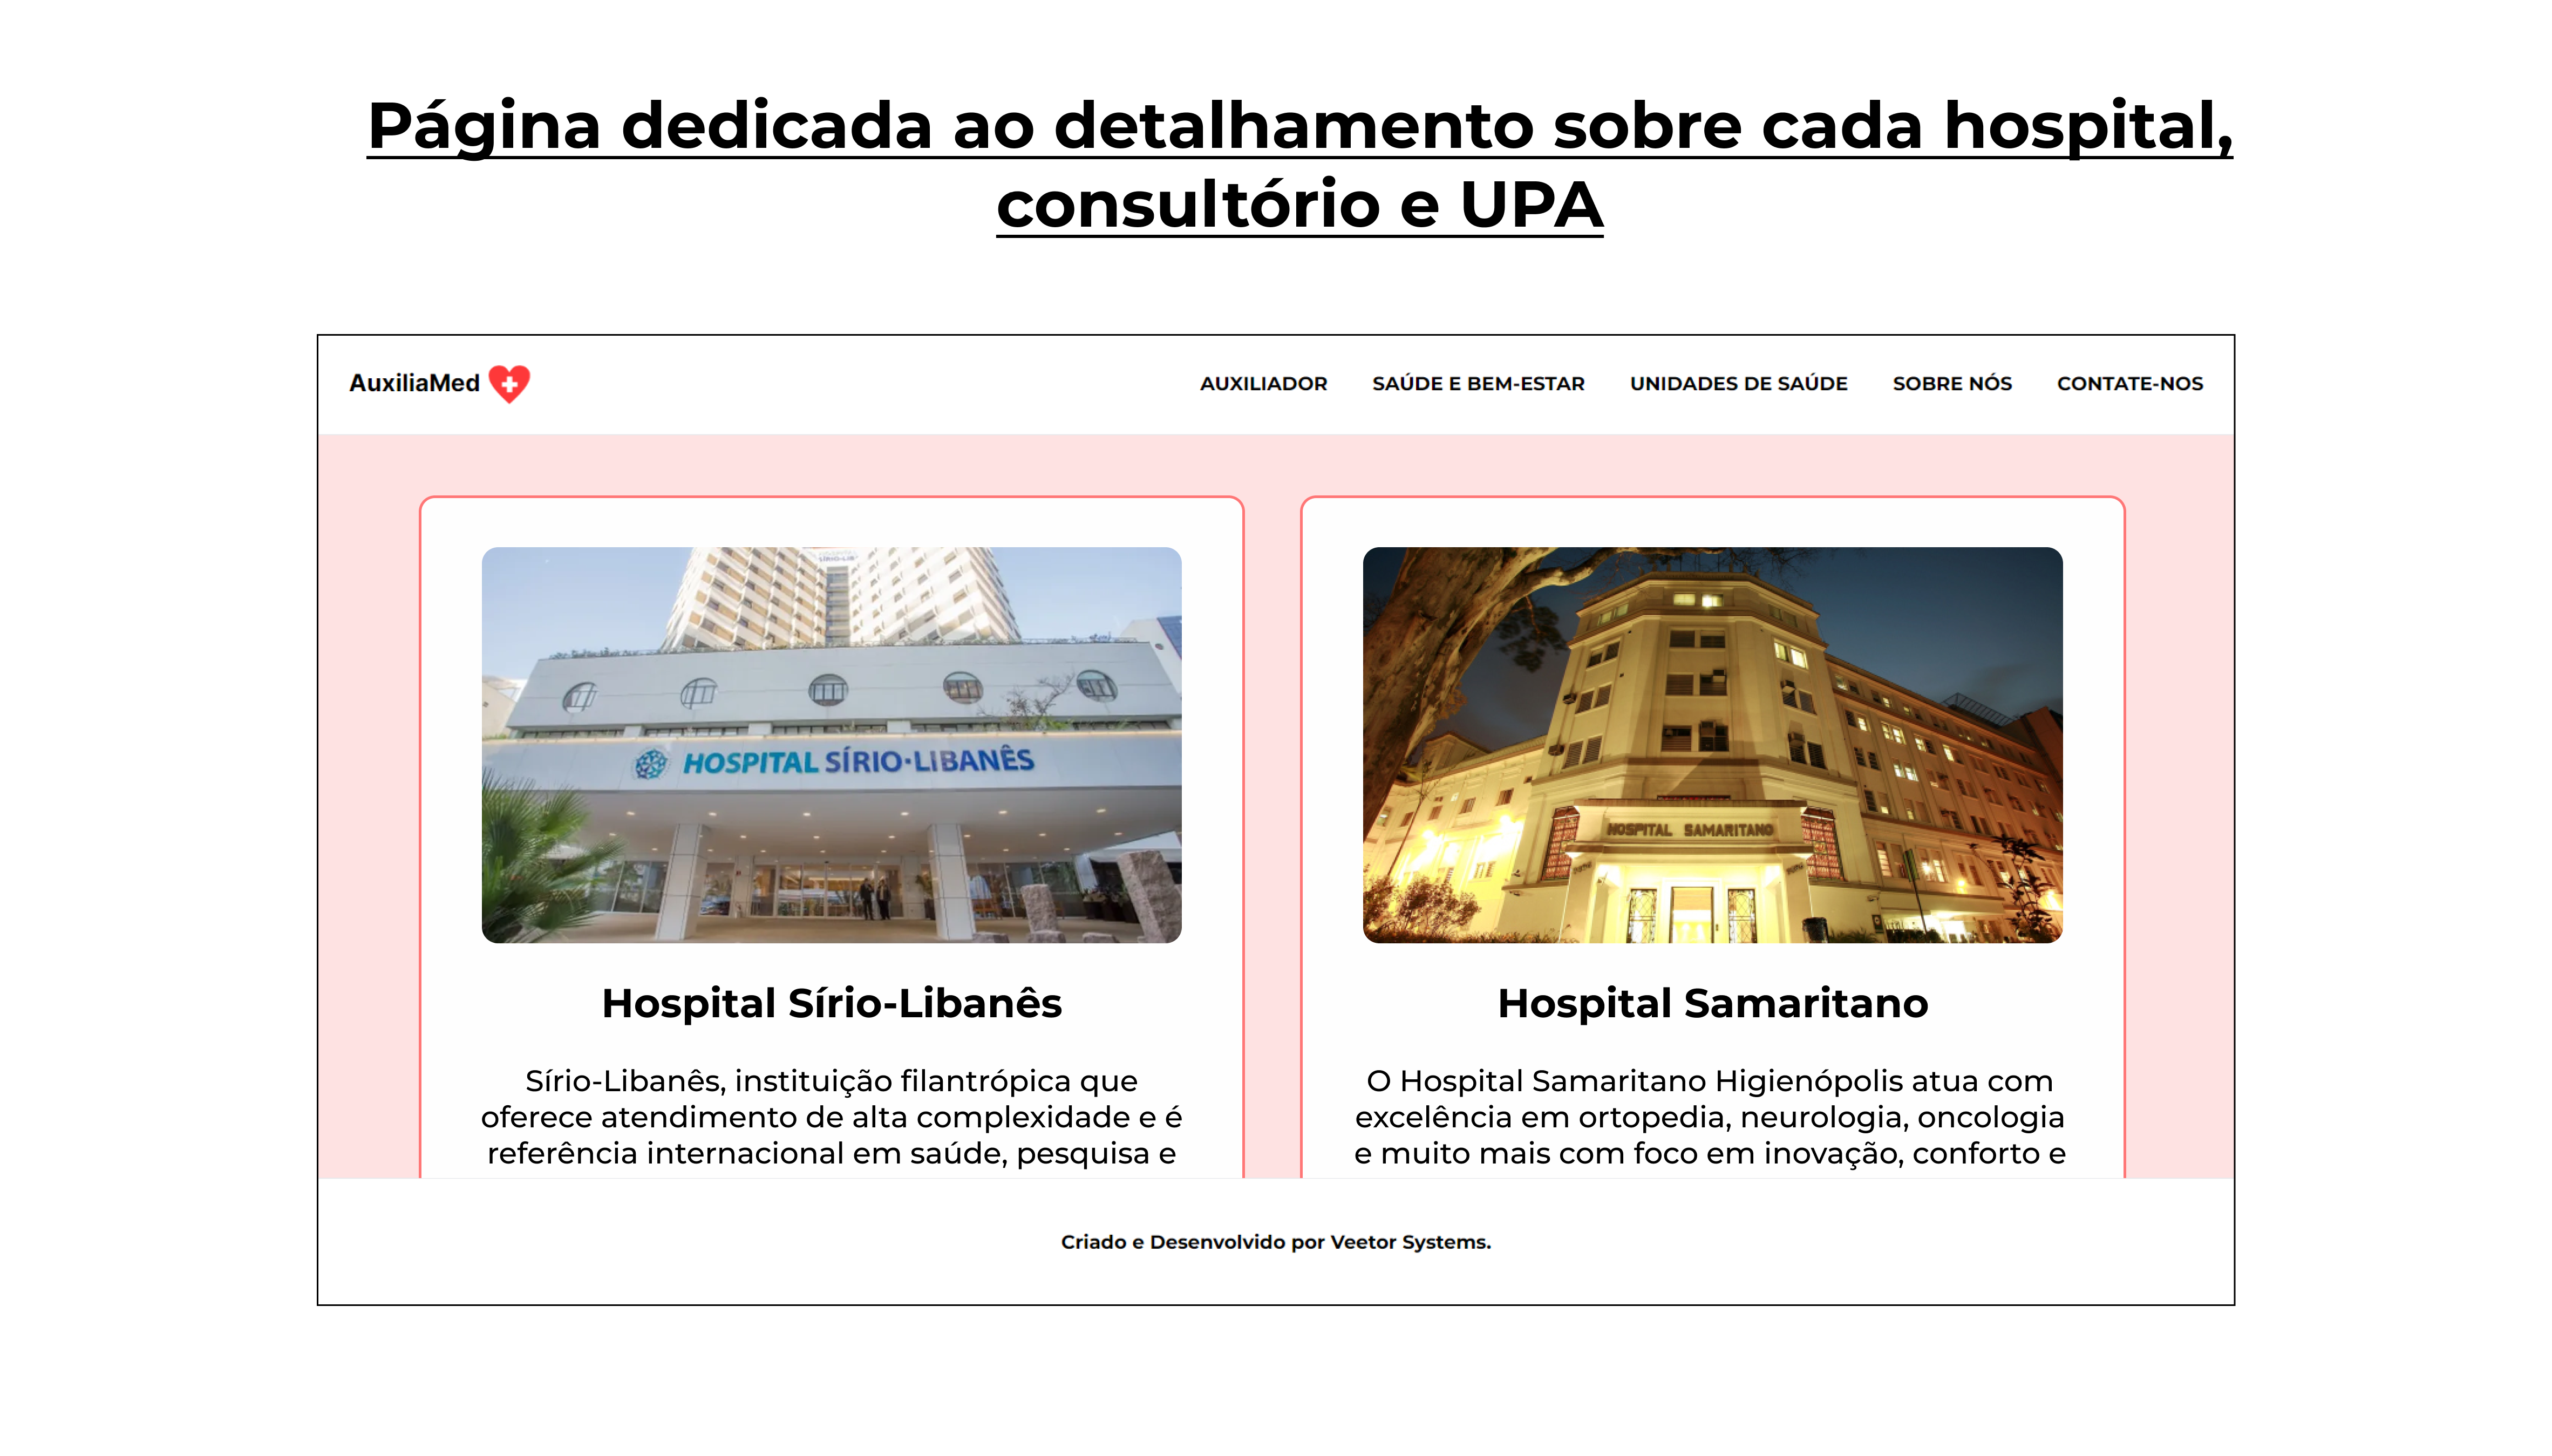 Página dedicada ao detalhamento sobre cada hospital,
consultório e UPA
AuxiliaMed
AUXILIADOR SAÚDE E BEM-ESTAR UNIDADES DE SAÚDE SOBRE NÓS CONTATE-NOS
HOSPITAL SÍRIO·LIBANÊS
HOSPITAL SAMARITANO
Hospital Sírio-Libanês
Sírio-Libanês, instituição filantrópica que
oferece atendimento de alta complexidade e é
referência internacional em saúde, pesquisa e
Hospital Samaritano
O Hospital Samaritano Higienópolis atua com
excelência em ortopedia, neurologia, oncologia
e muito mais com foco em inovação, conforto e
Criado e Desenvolvido por Veetor Systems.